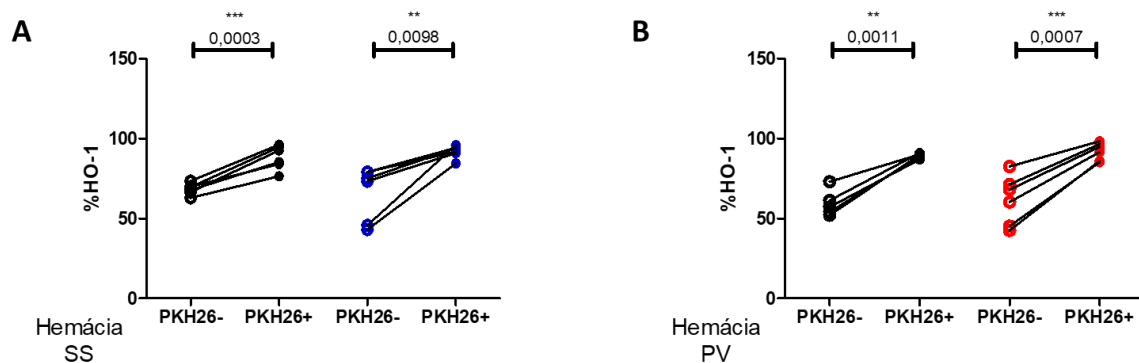 A
***
0,0003
**
0,0098
150
100
50
0
%HO-1
PKH26- PKH26+ PKH26- PKH26+
Hemácia
SS
B
**
0,0011
***
0,0007
150
100
50
0
%HO-1
PKH26- PKH26+ PKH26- PKH26+
Hemácia
PV